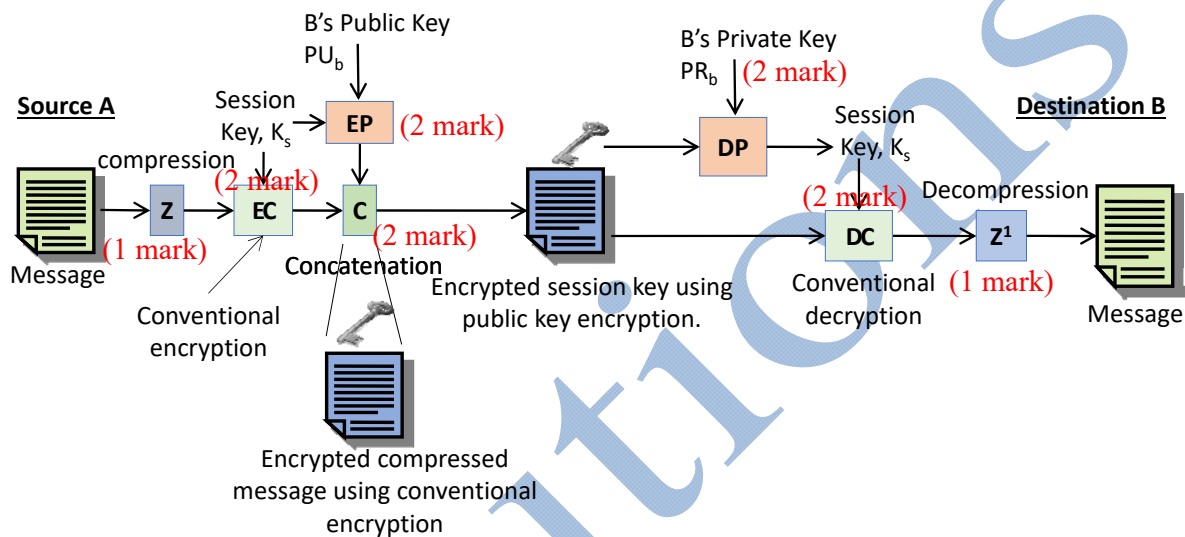 B's Public Key
PUb
B's Private Key
PRb
(2 mark)
Source A
Destination B
Session
Key, Ks
EP
(2 mark)
DP
Session
Key, Ks
compression
(2 mark)
Z
EC
C
(1 mark)
(2 mark)
Message
Concatenation
Conventional
encryption
Encrypted compressed
message using conventional
encryption
Encrypted session key using
public key encryption.
(2 mark)
DC
Conventional
decryption
Decompression
Z1
(1 mark)
Message
utions